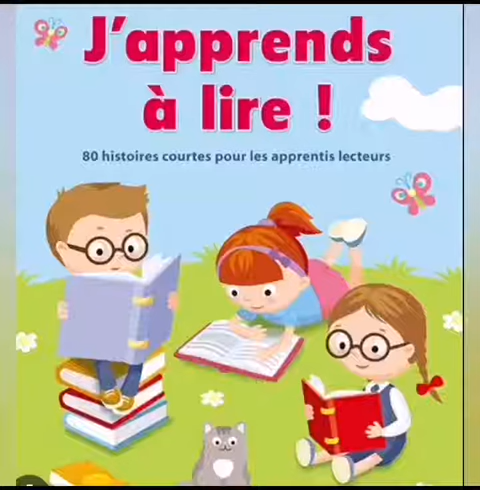 J'apprends
à lire !
80 histoires courtes pour les apprentis lecteurs